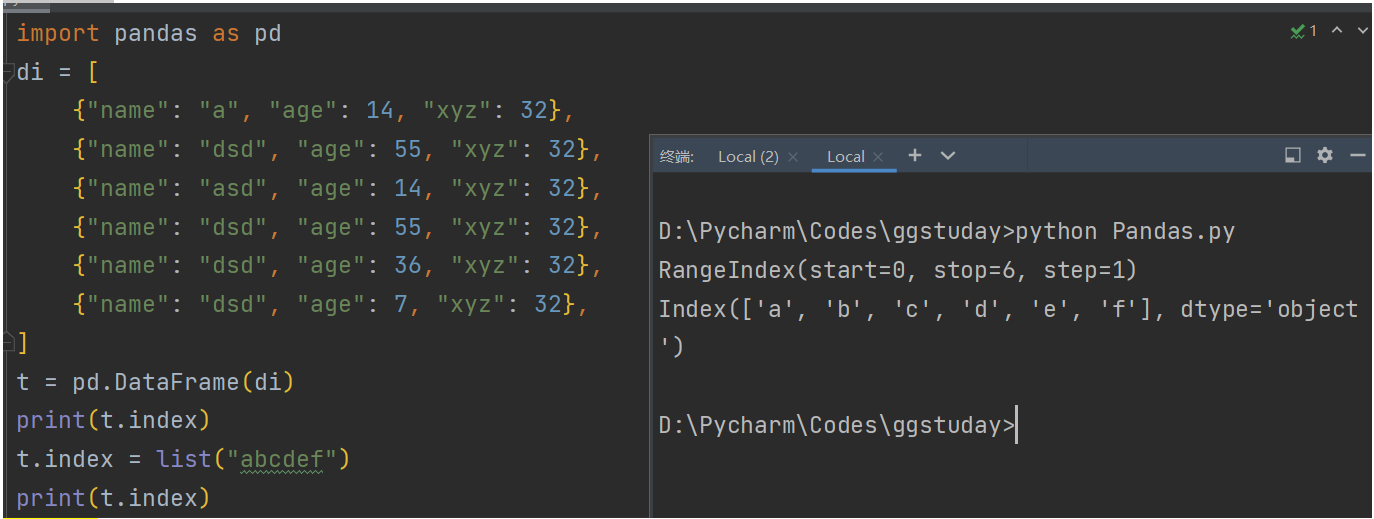 import pandas as pd
1
di = [
{"name": "a", "age": 14, "xyz": 32},
{"name": "dsd", "age": 55, "xyz": 32},
{"name": "asd", "age": 14, "xyz": 32},
{"name": "dsd", "age": 55, "xyz": 32},
{"name": "dsd", "age": 36, "xyz": 32},
{"name": "dsd", "age": 7, "xyz": 32},
]
t = pd.DataFrame(di)
print(t.index)
t.index = list("abcdef")
print(t.index)
终端: Local (2) × Local ×
D:\Pycharm\Codes\ggstuday>python Pandas.py
RangeIndex(start=0, stop=6, step=1)
Index(['a', 'b', 'c', 'd', 'e', 'f'], dtype='object
')
D:\Pycharm\Codes\ggstuday>